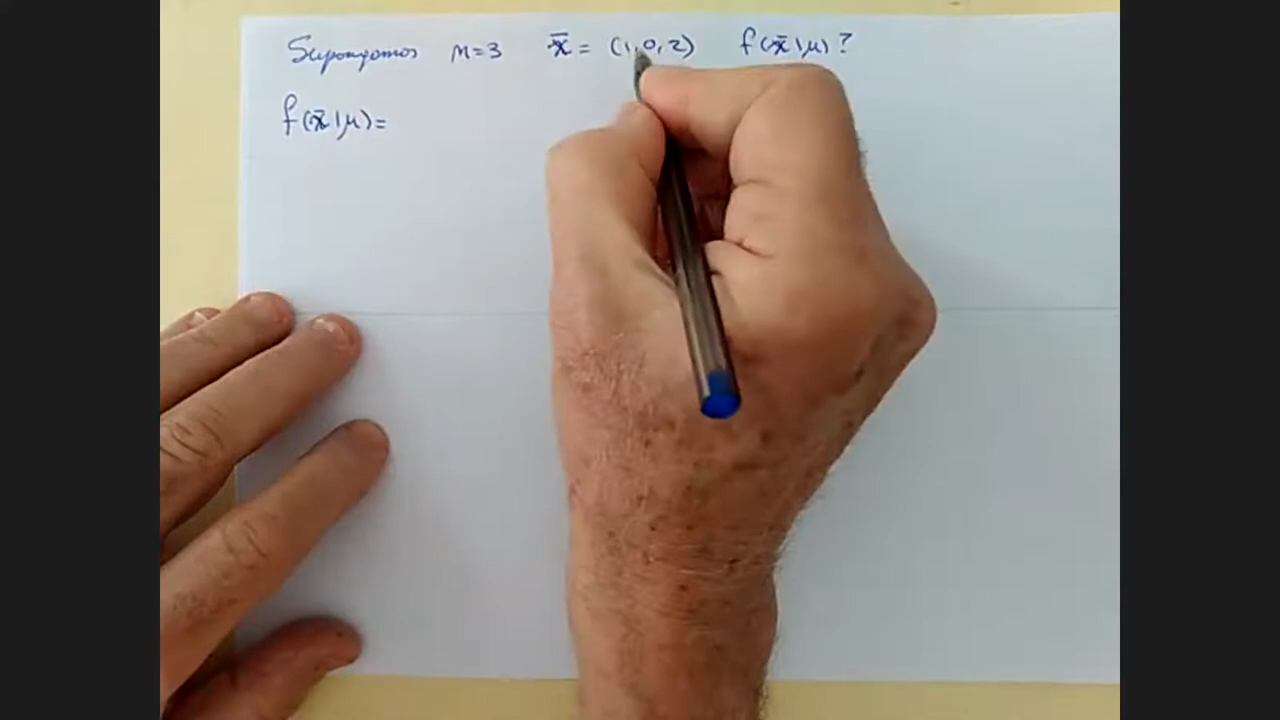 Supongamos n=3 x̄ = (1,0,2) f(x̄|μ)?
f(x̄|μ)=